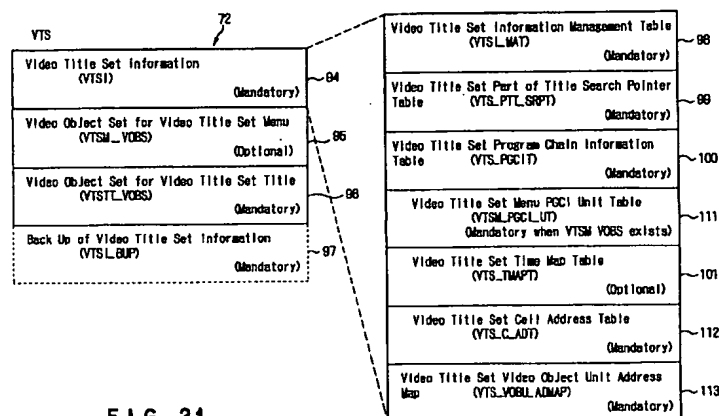 VTS
72
Video Title Set Information
(VTSI)
(Mandatory)
94
Video Object Set for Video Title Set Menu
(VTSM_VOBS)
(Optional)
95
Video Object Set for Video Title Set Title
(VTSTT_VOBS)
(Mandatory)
96
Back Up of Video Title Set Information
(VTSI_BUP)
(Mandatory)
97
Video Title Set Information Management Table
(VTSI_MAT)
(Mandatory)
98
Video Title Set Part of Title Search Pointer
Table (VTS_PTT_SRPT)
(Mandatory)
99
Video Title Set Program Chain Information
Table (VTS_PGCIT)
(Mandatory)
100
Video Title Set Menu PGCI Unit Table
(VTSM_PGCI_UT)
(Mandatory when VTSM VOBS exists)
111
Video Title Set Time Map Table
(VTS_TMAPT)
(Optional)
101
Video Title Set Cell Address Table
(VTS_C_ADT)
(Mandatory)
112
Video Title Set Video Object Unit Address
Map (VTS_VOBU_ADMAP)
(Mandatory)
113
FIG. 21